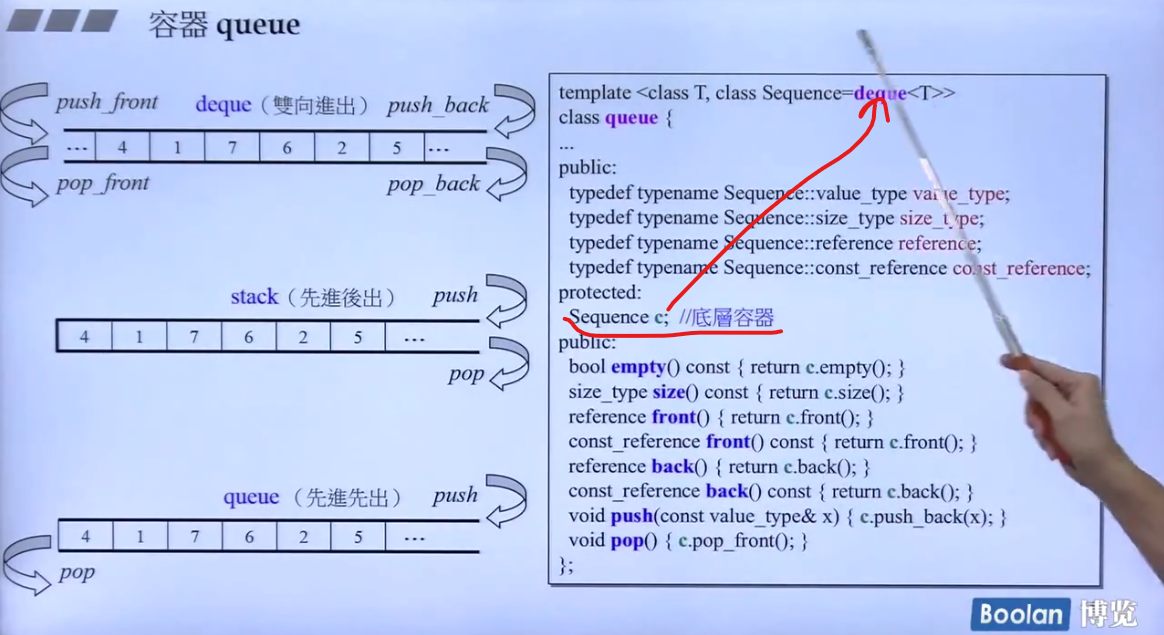 容器 queue
push_front deque（雙向進出） push_back
... 4 1 7 6 2 5 ...
pop_front pop_back
stack（先進後出） push
4 1 7 6 2 5 ...
pop
queue （先進先出） push
4 1 7 6 2 5 ...
pop
template <class T, class Sequence=deque<T>>
class queue {
...
public:
typedef typename Sequence::value_type value_type;
typedef typename Sequence::size_type size_type;
typedef typename Sequence::reference reference;
typedef typename Sequence::const_reference const_reference;
protected:
Sequence c; //底層容器
public:
bool empty() const { return c.empty(); }
size_type size() const { return c.size(); }
reference front() { return c.front(); }
const_reference front() const { return c.front(); }
reference back() { return c.back(); }
const_reference back() const { return c.back(); }
void push(const value_type& x) { c.push_back(x); }
void pop() { c.pop_front(); }
};
Boolan 博览